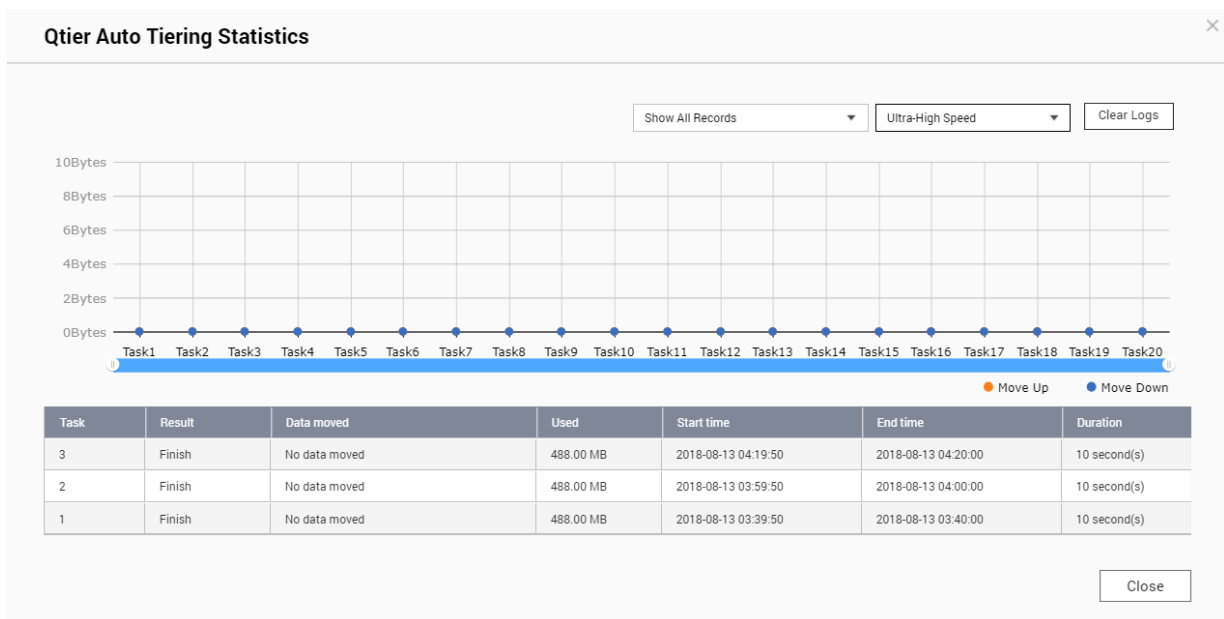 Qtier Auto Tiering Statistics
Show All Records Ultra-High Speed Clear Logs
10Bytes
8Bytes
6Bytes
4Bytes
2Bytes
0Bytes
Task1 Task2 Task3 Task4 Task5 Task6 Task7 Task8 Task9 Task10 Task11 Task12 Task13 Task14 Task15 Task16 Task17 Task18 Task19 Task20
Move Up Move Down
Task Result Data moved Used Start time End time Duration
3 Finish No data moved 488.00 MB 2018-08-13 04:19:50 2018-08-13 04:20:00 10 second(s)
2 Finish No data moved 488.00 MB 2018-08-13 03:59:50 2018-08-13 04:00:00 10 second(s)
1 Finish No data moved 488.00 MB 2018-08-13 03:39:50 2018-08-13 03:40:00 10 second(s)
Close